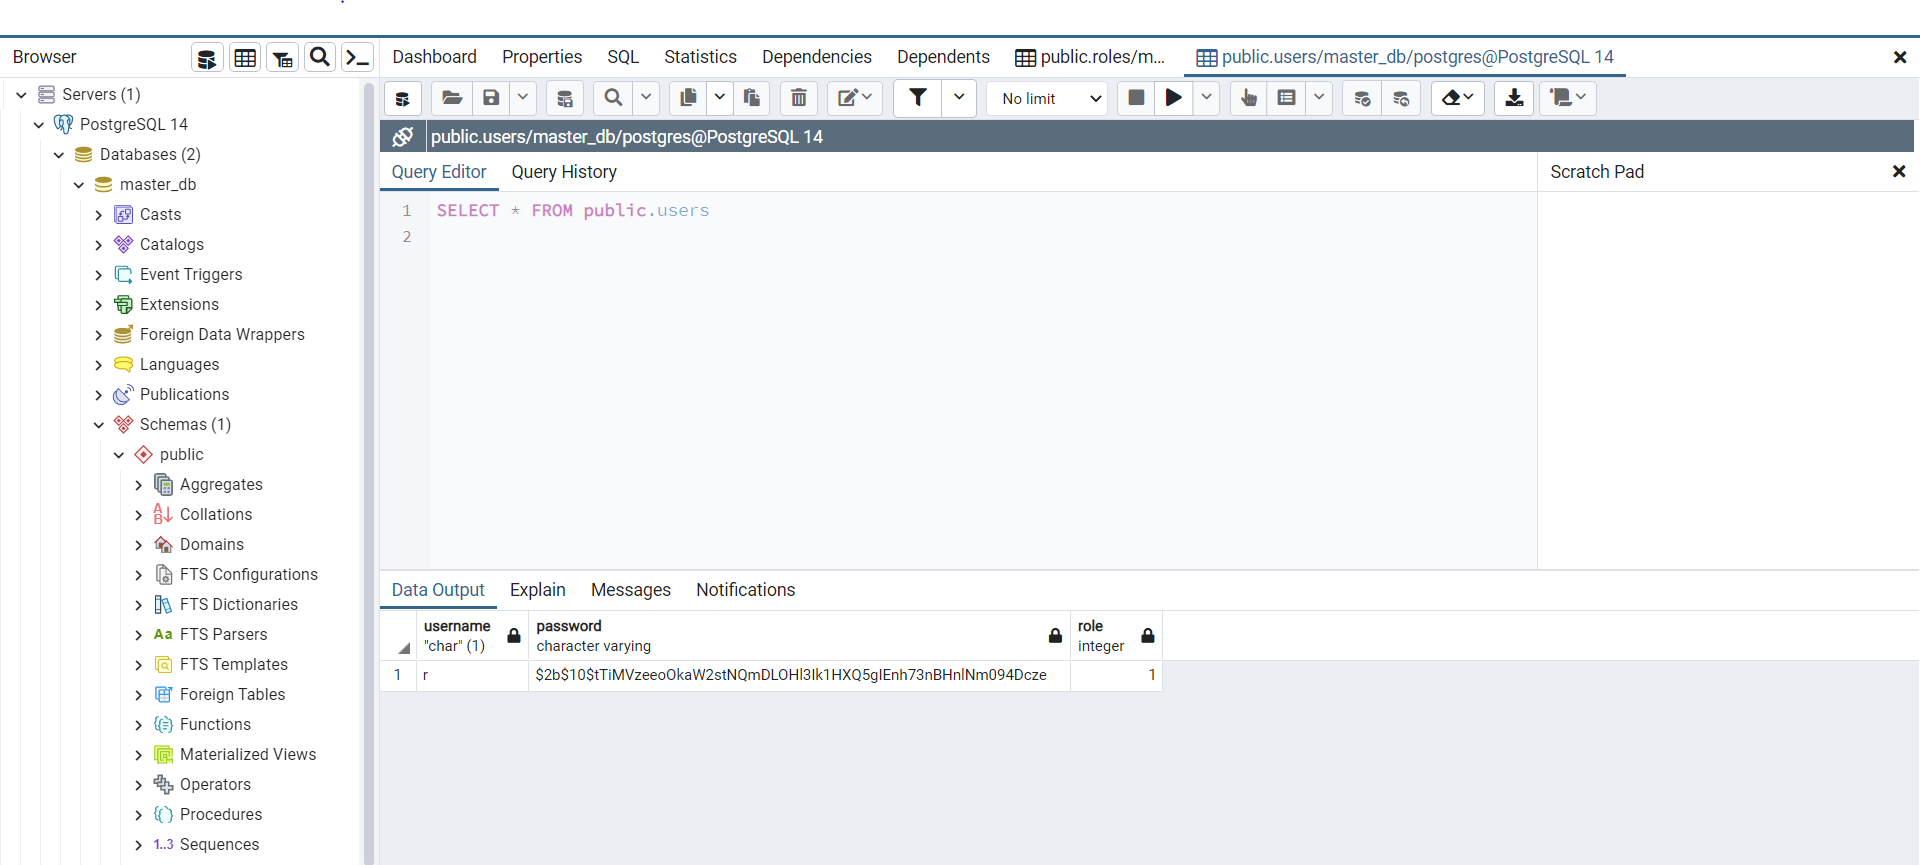 Browser
Dashboard Properties SQL Statistics Dependencies Dependents public.roles/m... public.users/master_db/postgres@PostgreSQL 14
Servers (1)
PostgreSQL 14
Databases (2)
master_db
Casts
Catalogs
Event Triggers
Extensions
Foreign Data Wrappers
Languages
Publications
Schemas (1)
public
Aggregates
Collations
Domains
FTS Configurations
FTS Dictionaries
Aa FTS Parsers
FTS Templates
Foreign Tables
Functions
Materialized Views
Operators
Procedures
1..3 Sequences
No limit
public.users/master_db/postgres@PostgreSQL 14
Query Editor Query History
Scratch Pad
1 SELECT * FROM public.users
2
Data Output Explain Messages Notifications
username password role
"char" (1) character varying integer
1 r $2b$10$tTiMVzeeoOkaW2stNQmDLOHl3Ik1HXQ5gIEnh73nBHnlNm094Dcze 1